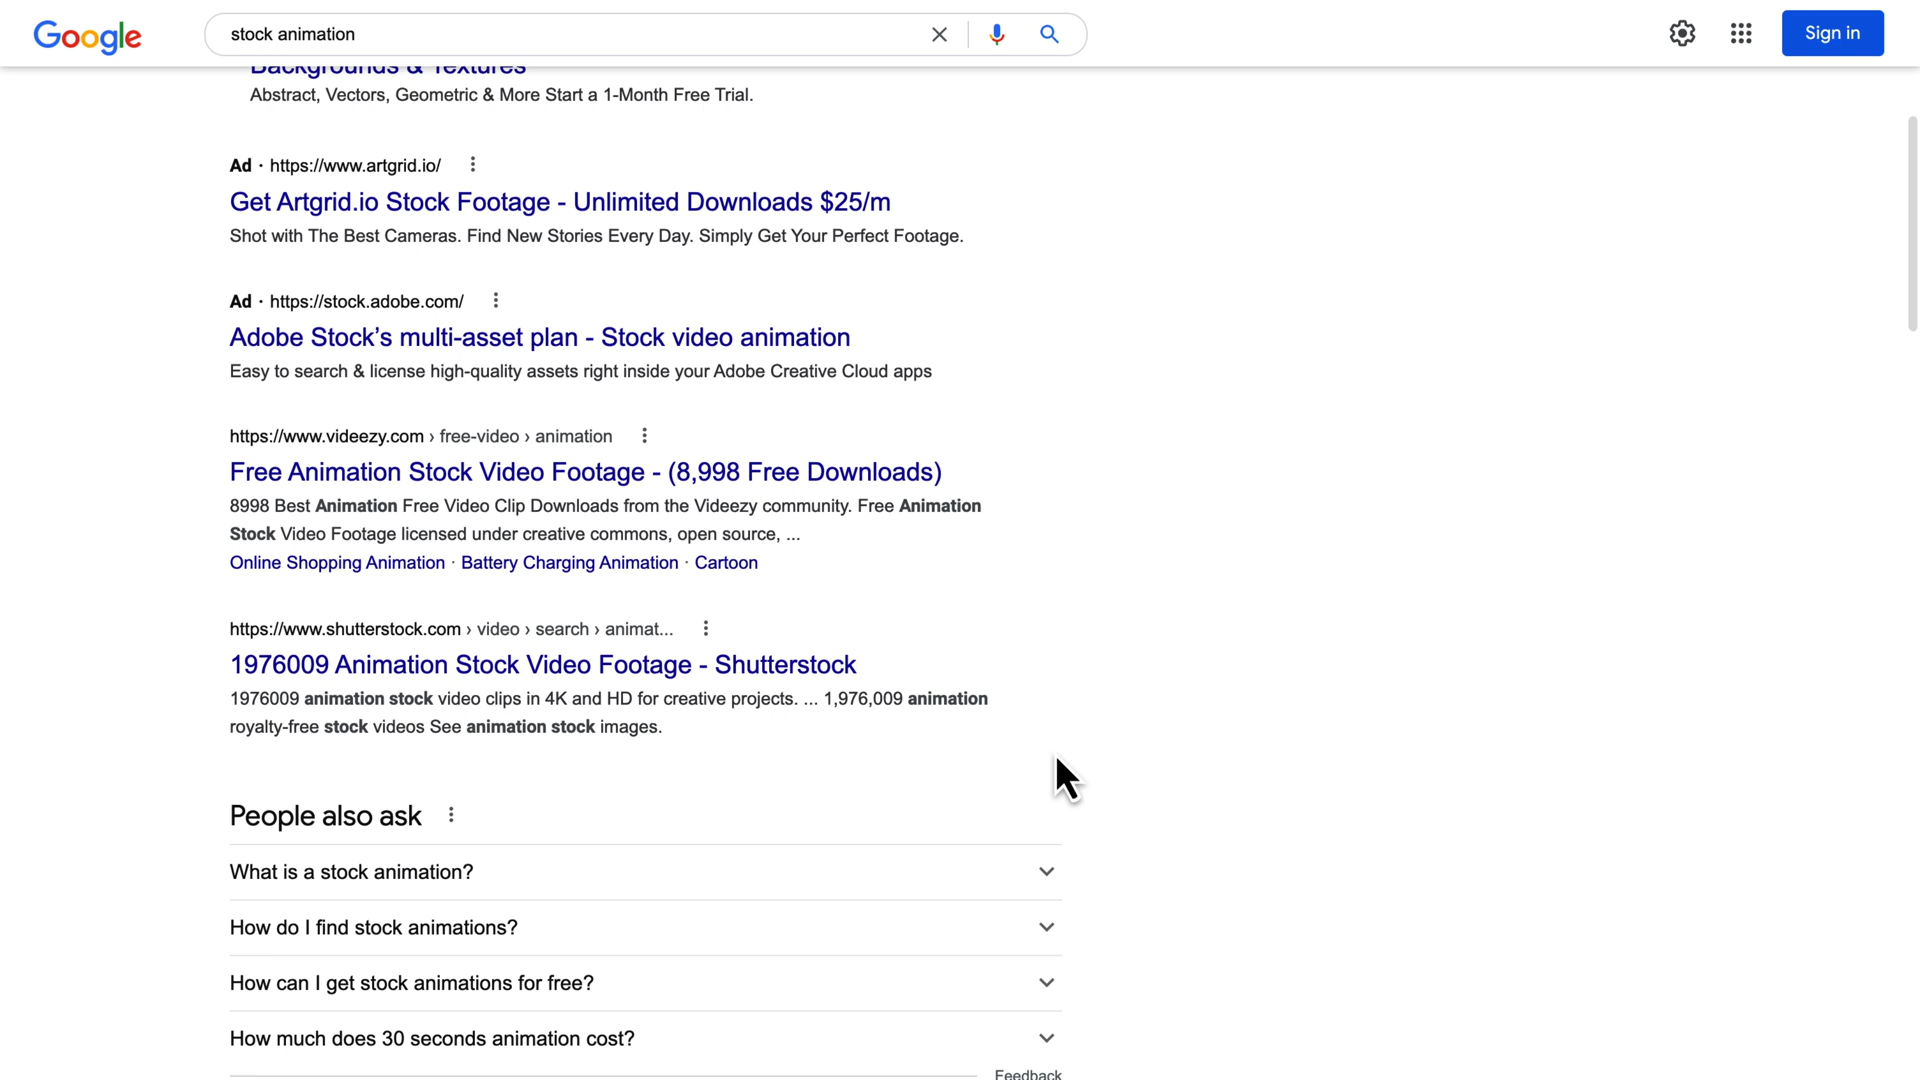 Google
stock animation
Sign in
Backgrounds & Textures
Abstract, Vectors, Geometric & More Start a 1-Month Free Trial.
Ad · https://www.artgrid.io/
Get Artgrid.io Stock Footage - Unlimited Downloads $25/m
Shot with The Best Cameras. Find New Stories Every Day. Simply Get Your Perfect Footage.
Ad · https://stock.adobe.com/
Adobe Stock’s multi-asset plan - Stock video animation
Easy to search & license high-quality assets right inside your Adobe Creative Cloud apps
https://www.videezy.com › free-video › animation
Free Animation Stock Video Footage - (8,998 Free Downloads)
8998 Best Animation Free Video Clip Downloads from the Videezy community. Free Animation
Stock Video Footage licensed under creative commons, open source, ...
Online Shopping Animation · Battery Charging Animation · Cartoon
https://www.shutterstock.com › video › search › animat...
1976009 Animation Stock Video Footage - Shutterstock
1976009 animation stock video clips in 4K and HD for creative projects. ... 1,976,009 animation
royalty-free stock videos See animation stock images.
People also ask
What is a stock animation?
How do I find stock animations?
How can I get stock animations for free?
How much does 30 seconds animation cost?
Feedback